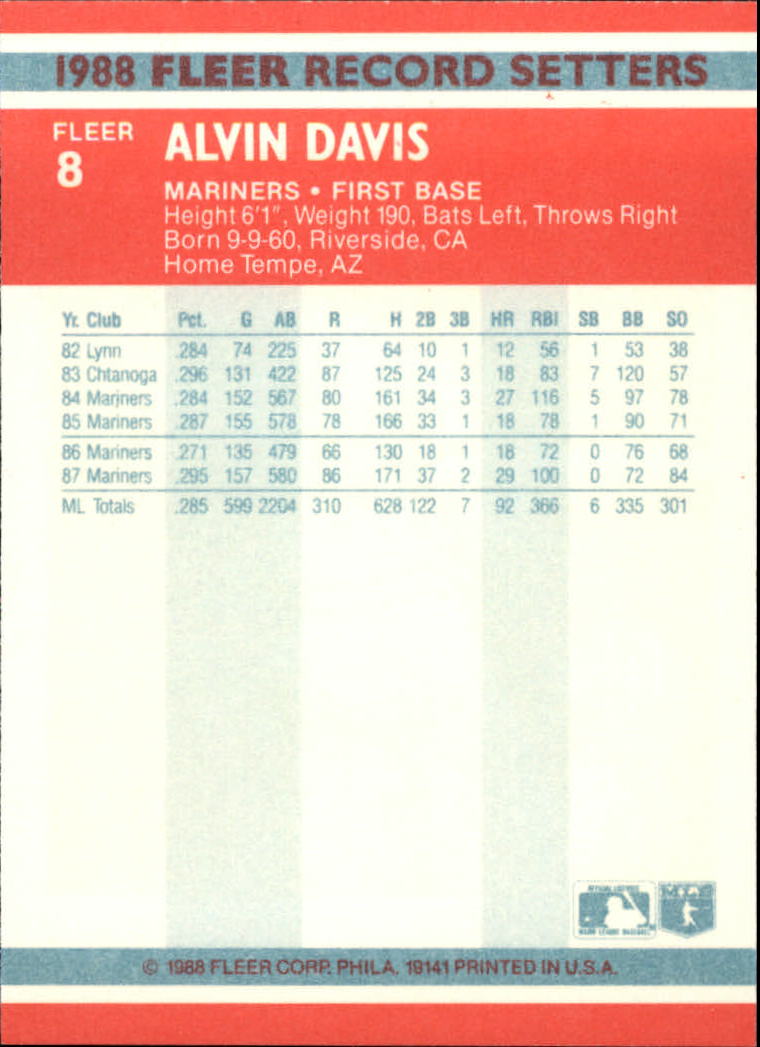 1988 FLEER RECORD SETTERS
FLEER
8
ALVIN DAVIS
MARINERS • FIRST BASE
Height 6'1", Weight 190, Bats Left, Throws Right
Born 9-9-60, Riverside, CA
Home Tempe, AZ
Yr. Club Pct. G AB R H 2B 3B HR RBI SB BB SO
82 Lynn .284 74 225 37 64 10 1 12 56 1 53 38
83 Chtanoga .296 131 422 87 125 24 3 18 83 7 120 57
84 Mariners .284 152 567 80 161 34 3 27 116 5 97 78
85 Mariners .287 155 578 78 166 33 1 18 78 1 90 71
86 Mariners .271 135 479 66 130 18 1 18 72 0 76 68
87 Mariners .295 157 580 86 171 37 2 29 100 0 72 84
ML Totals .285 599 2204 310 628 122 7 92 366 6 335 301
MAJOR LEAGUE BASEBALL
© 1988 FLEER CORP. PHILA. 19141 PRINTED IN U.S.A.